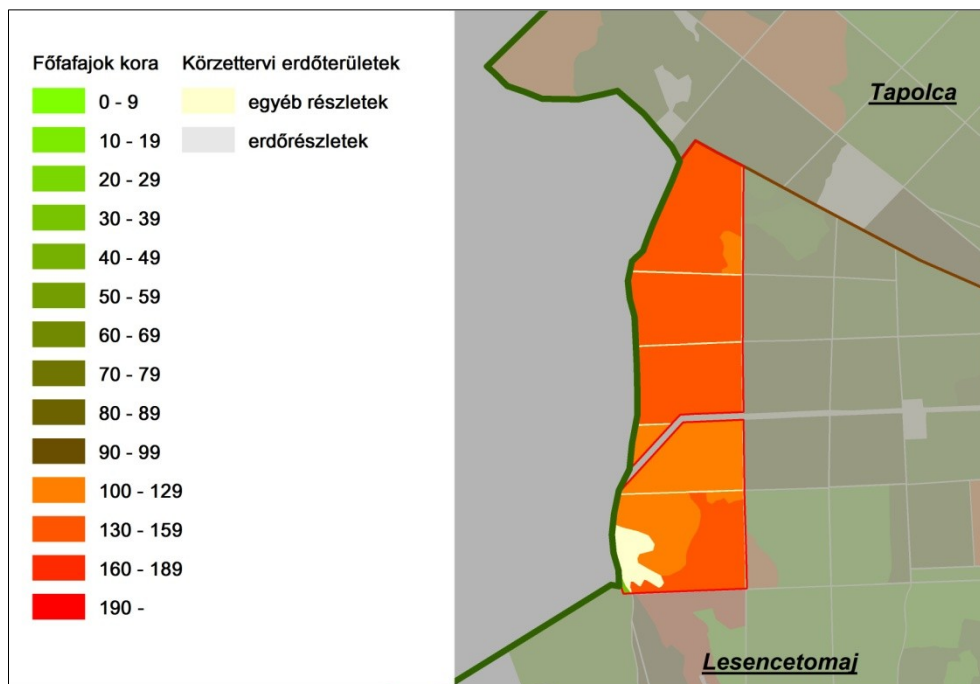 Főfafajok kora
0 - 9
10 - 19
20 - 29
30 - 39
40 - 49
50 - 59
60 - 69
70 - 79
80 - 89
90 - 99
100 - 129
130 - 159
160 - 189
190 -
Körzettervi erdőterületek
egyéb részletek
erdőrészletek
Tapolca
Lesencetomaj